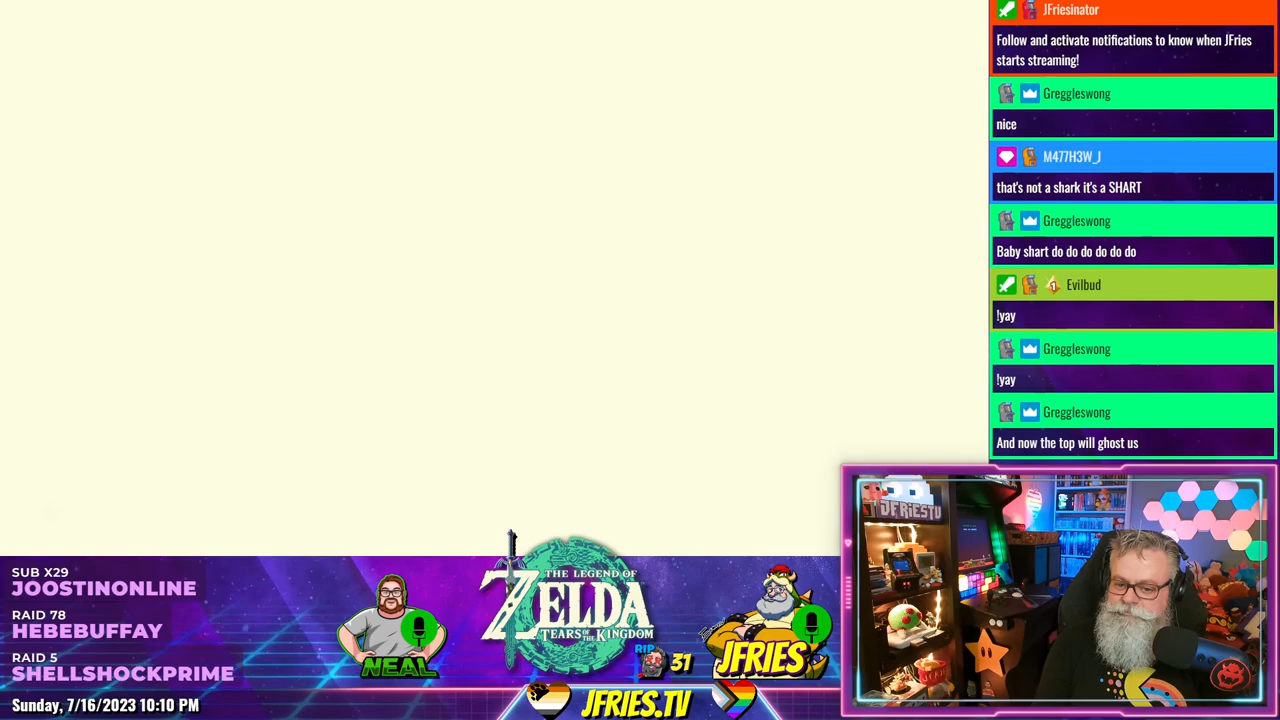 JFriesinator
Follow and activate notifications to know when JFries
starts streaming!
Greggleswong
nice
M477H3W_J
that's not a shark it's a SHART
Greggleswong
Baby shart do do do do do do
1 Evilbud
!yay
Greggleswong
!yay
Greggleswong
And now the top will ghost us
JFRIESTV
SUB X29
JOOSTINONLINE
RAID 78
HEBEBUFFAY
RAID 5
SHELLSHOCKPRIME
Sunday, 7/16/2023 10:10 PM
NEAL
THE LEGEND OF
ZELDA
TEARS OF THE KINGDOM
RIP
31
JFRIES
JFRIES.TV